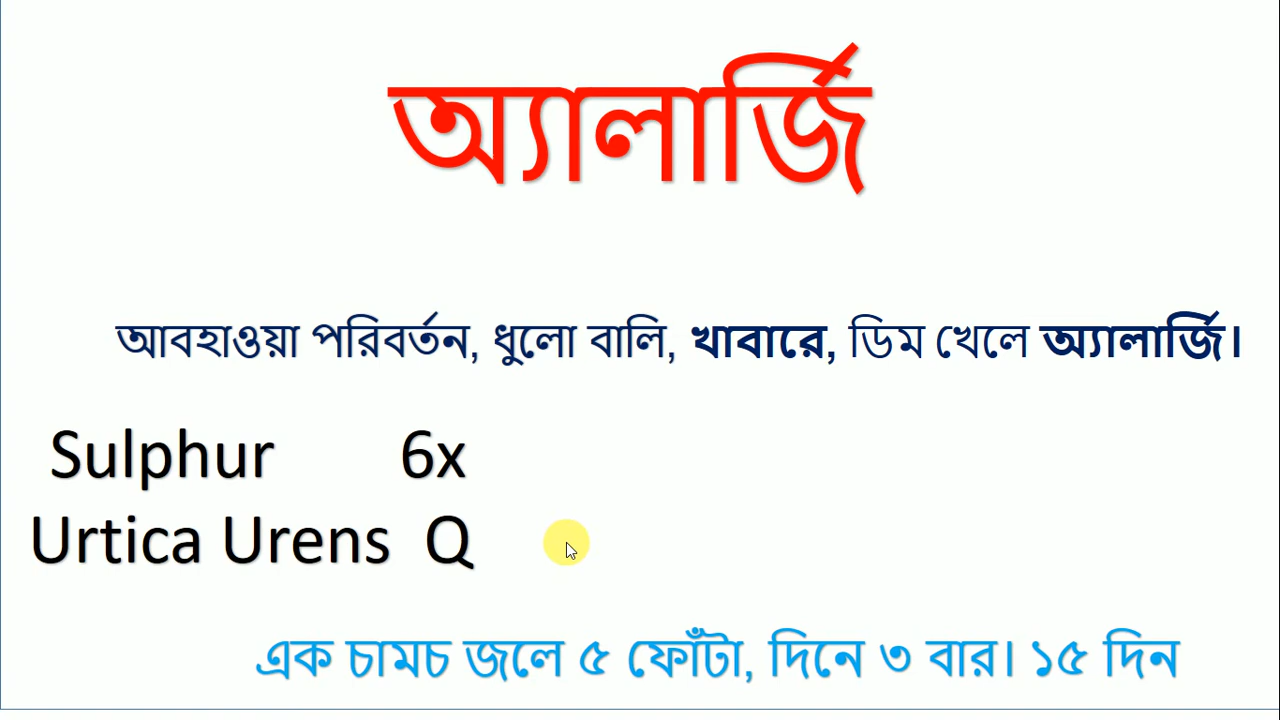 অ্যালার্জি
আবহাওয়া পরিবর্তন, ধুলো বালি, খাবারে, ডিম খেলে অ্যালার্জি।
Sulphur 6x
Urtica Urens Q
এক চামচ জলে ৫ ফোঁটা, দিনে ৩ বার। ১৫ দিন